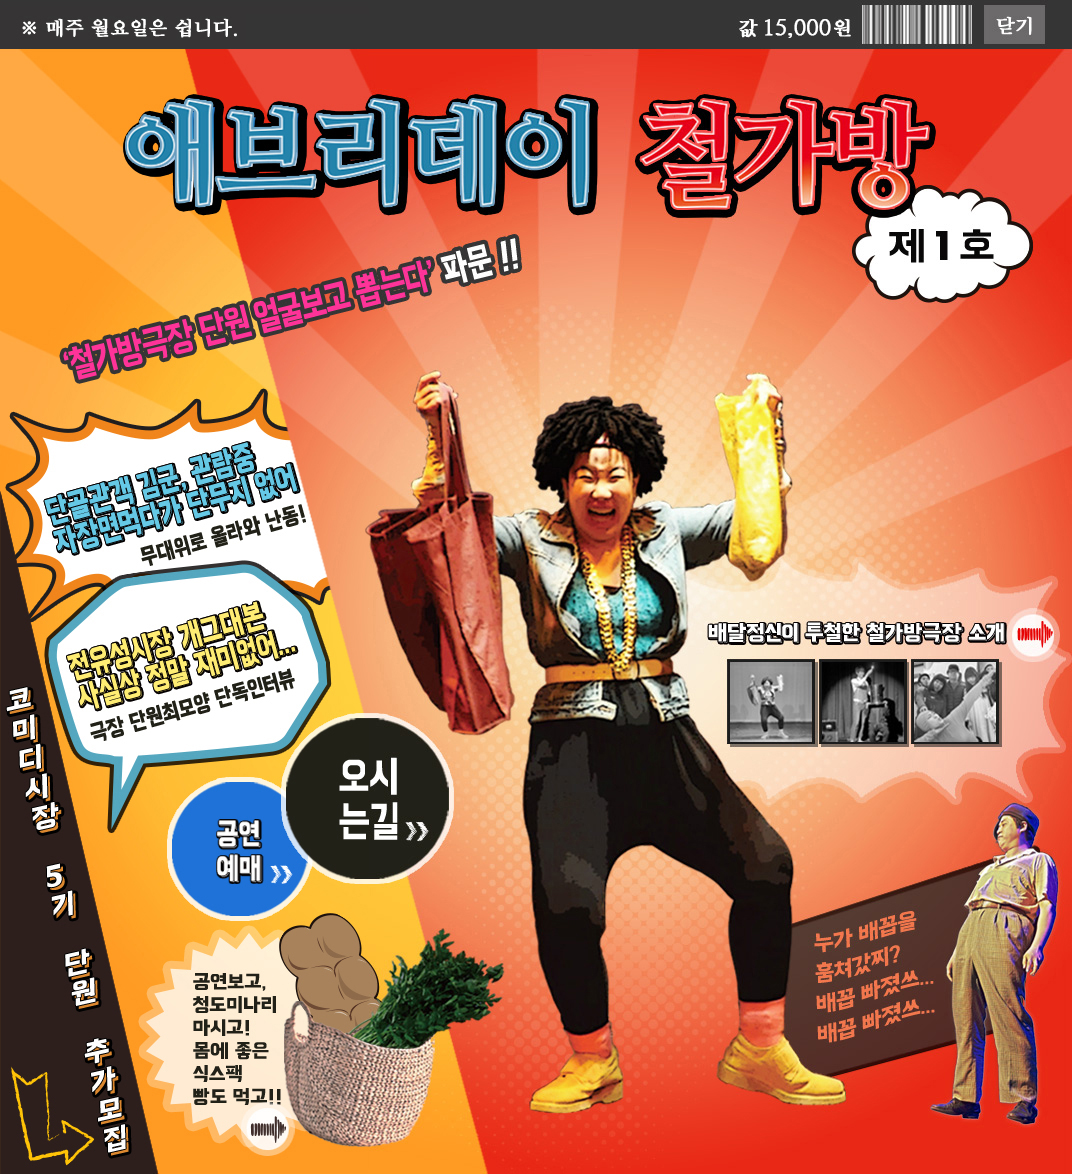 ※ 매주 월요일은 쉽니다.
값 15,000원
닫기
애브리데이 철가방
제1호
‘철가방극장 단원 얼굴보고 뽑는다’ 파문 !!
단골관객 김군, 관람중
자장면먹다가 단무지 없어
무대위로 올라와 난동!
전유성시장 개그대본
사실상 정말 재미없어...
극장 단원최모양 단독인터뷰
배달정신이 투철한 철가방극장 소개
오시
는길
공연
예매
코미디시장 5기 단원 추가모집
공연보고,
청도미나리
마시고!
몸에 좋은
식스팩
빵도 먹고!!
누가 배꼽을
훔쳐갔찌?
배꼽 빠졌쓰...
배꼽 빠졌쓰...